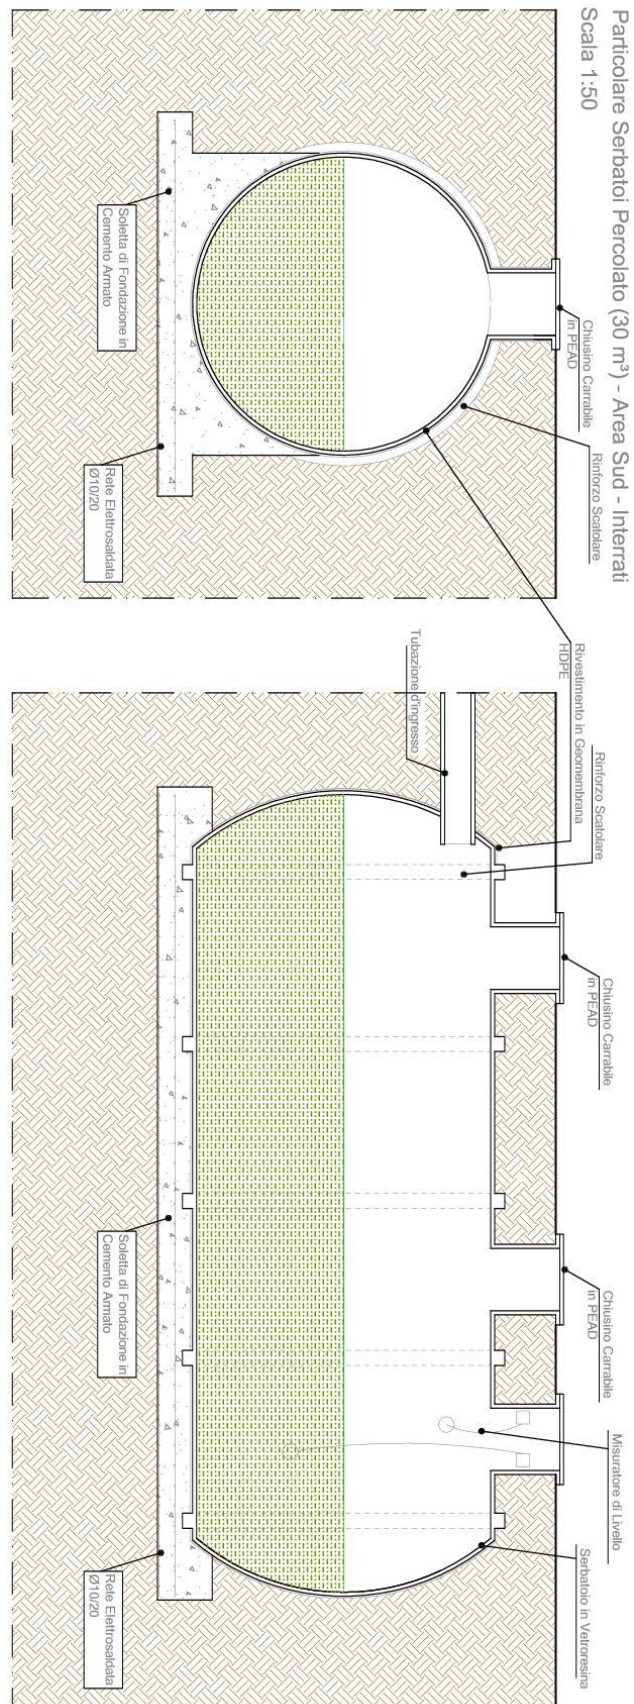 Particolare Serbatoi Percolato (30 m³) - Area Sud - Interrati
Scala 1:50
Chiusino Carrabile
in PEAD
Rinforzo Scatolare
Soletta di Fondazione in
Cemento Armato
Rete Elettrosaldata
Ø10/20
Rivestimento in Geomembrana
HDPE
Tubazione d'ingresso
Rinforzo Scatolare
Chiusino Carrabile
in PEAD
Chiusino Carrabile
in PEAD
Misuratore di Livello
Serbatoio in Vetroresina
Soletta di Fondazione in
Cemento Armato
Rete Elettrosaldata
Ø10/20